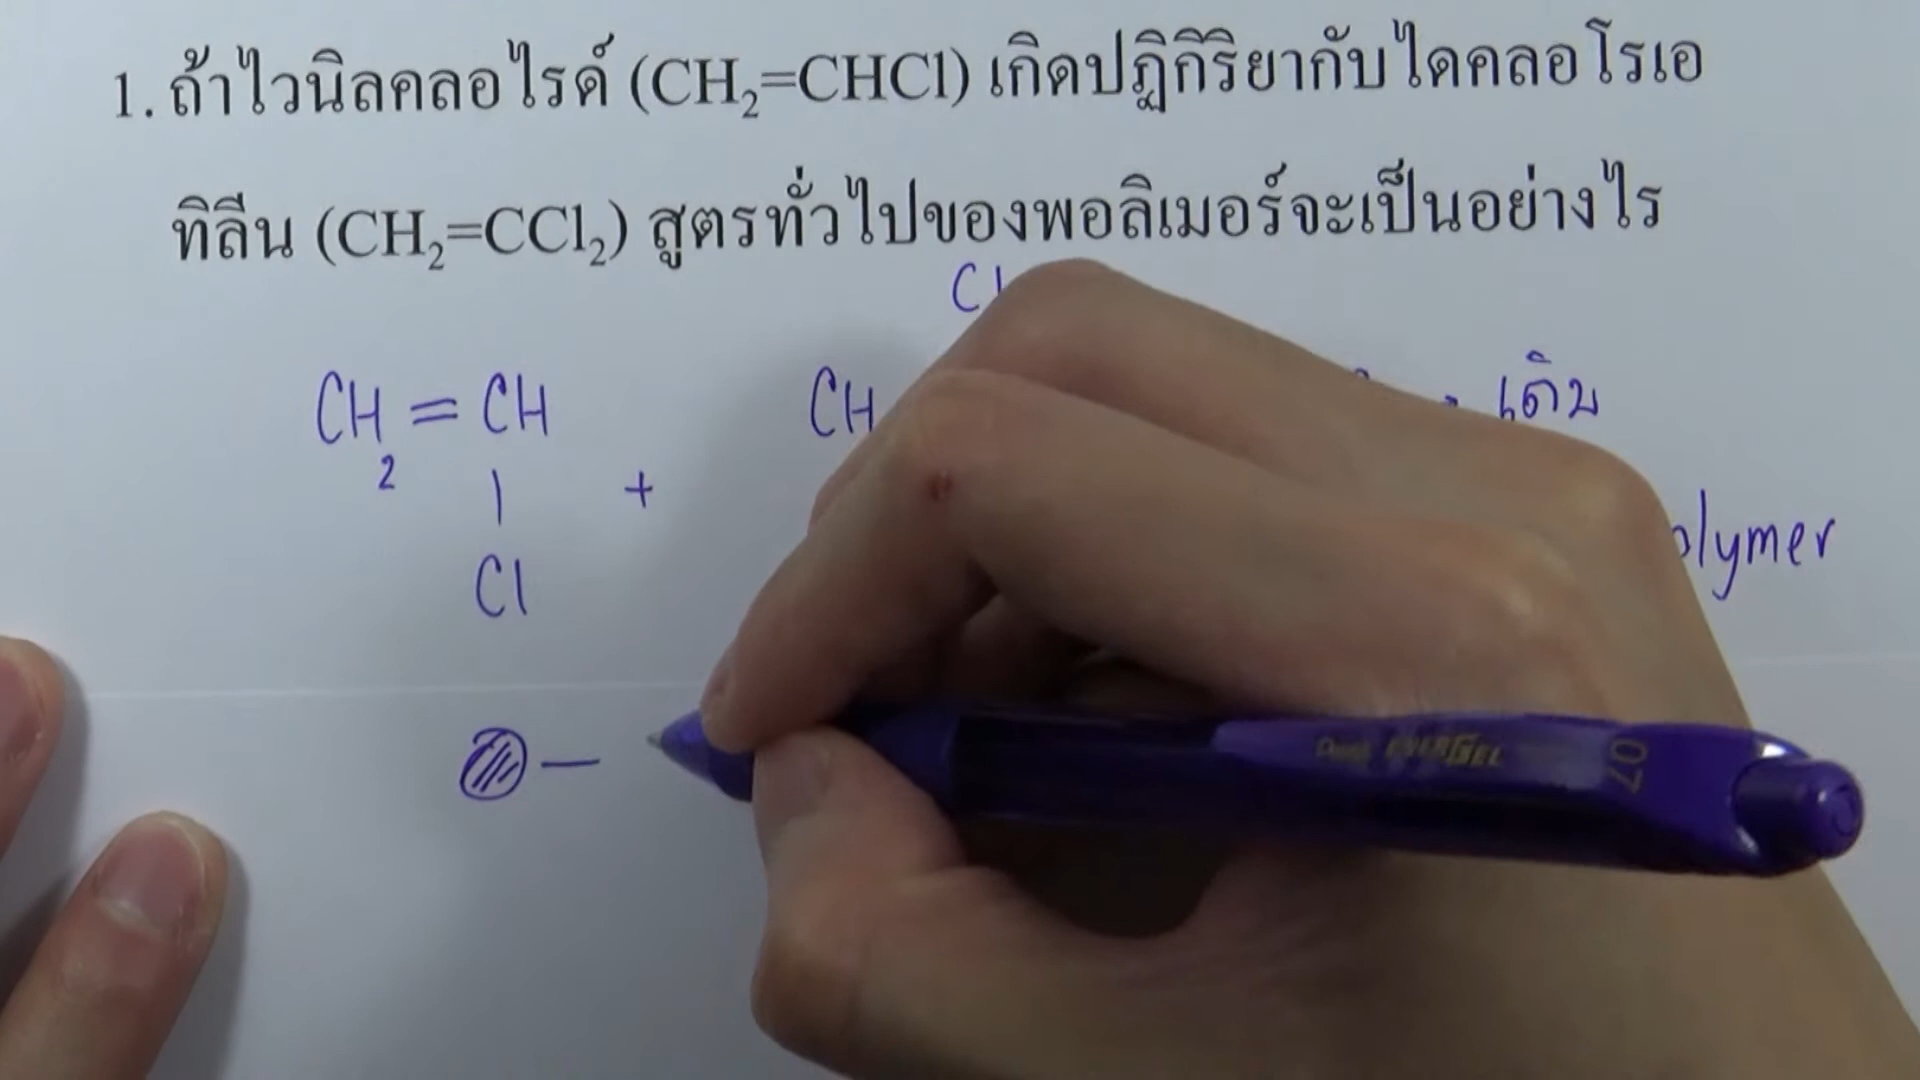 1. ถ้าไวนิลคลอไรด์ (CH₂=CHCl) เกิดปฏิกิริยากับไดคลอโรเอ
ทิลีน (CH₂=CCl₂) สูตรทั่วไปของพอลิเมอร์จะเป็นอย่างไร
Cl
CH₂ = CH
CH
เติม
+
Cl
Pentel ENERGEL
07